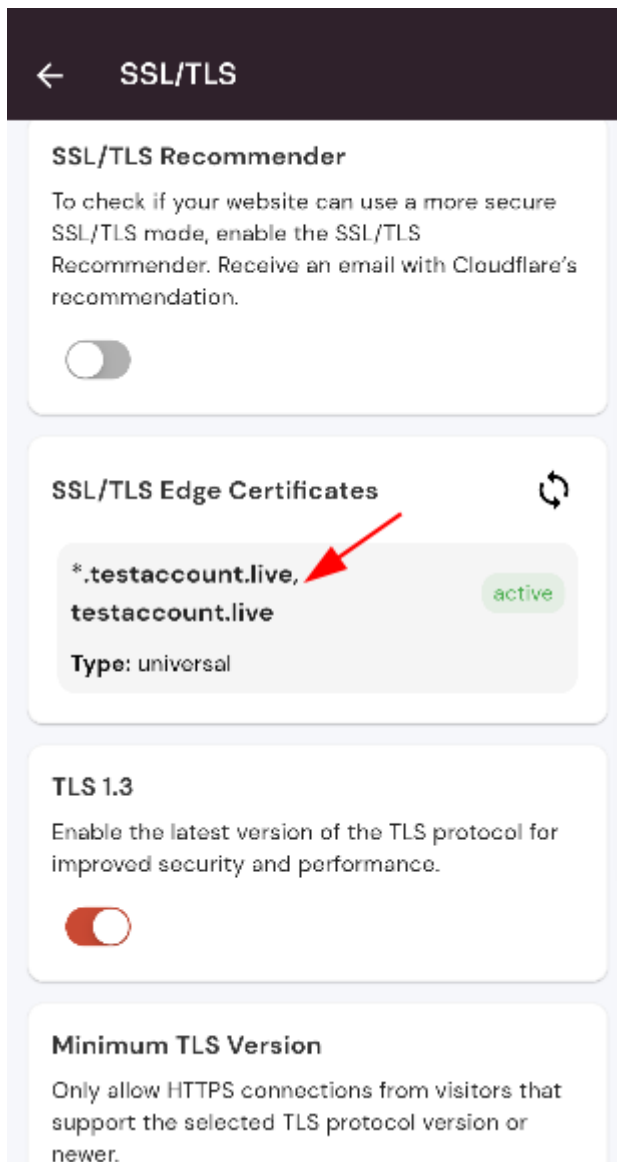 SSL/TLS
SSL/TLS Recommender
To check if your website can use a more secure
SSL/TLS mode, enable the SSL/TLS
Recommender. Receive an email with Cloudflare's
recommendation.
SSL/TLS Edge Certificates
*.testaccount.live,
testaccount.live
active
Type: universal
TLS 1.3
Enable the latest version of the TLS protocol for
improved security and performance.
Minimum TLS Version
Only allow HTTPS connections from visitors that
support the selected TLS protocol version or
newer.